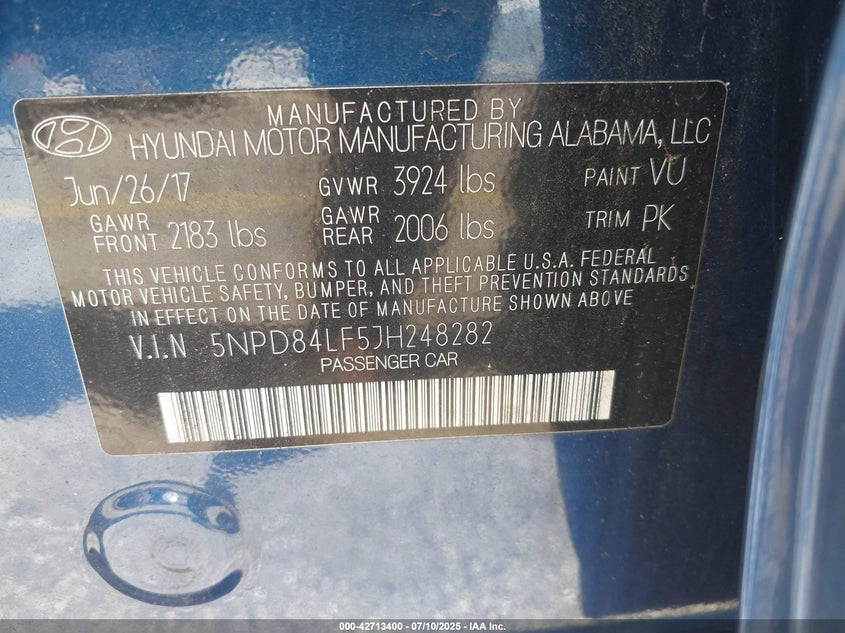 MANUFACTURED BY
HYUNDAI MOTOR MANUFACTURING ALABAMA, LLC
Jun/26/17 GVWR 3924 lbs PAINT VU
GAWR FRONT 2183 lbs GAWR REAR 2006 lbs TRIM PK
THIS VEHICLE CONFORMS TO ALL APPLICABLE U.S.A. FEDERAL
MOTOR VEHICLE SAFETY, BUMPER, AND THEFT PREVENTION STANDARDS
IN EFFECT ON THE DATE OF MANUFACTURE SHOWN ABOVE
V.I.N 5NPD84LF5JH248282
PASSENGER CAR
000-42713400 - 07/10/2025 - IAA Inc.